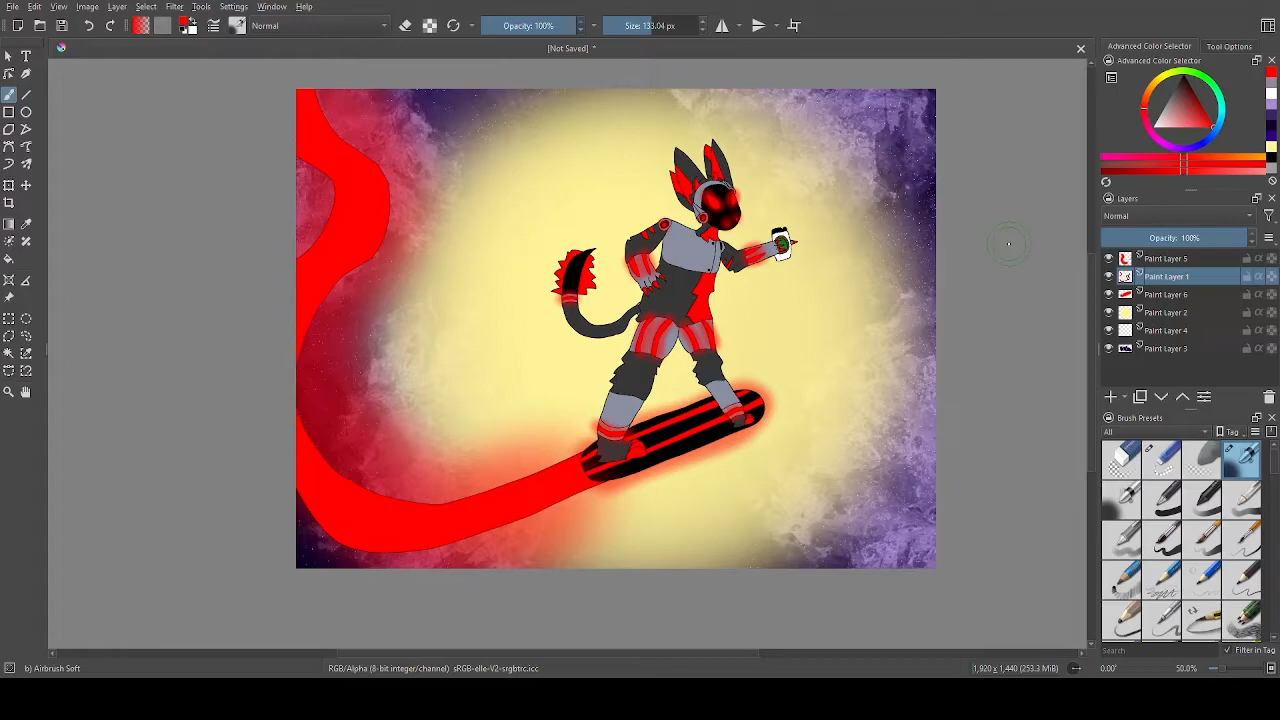 File Edit View Image Layer Select Filter Tools Settings Window Help
Normal Opacity: 100% Size: 133.04 px
[Not Saved] *
Advanced Color Selector Tool Options
Advanced Color Selector
Layers
Normal
Opacity: 100%
Paint Layer 5
Paint Layer 1
Paint Layer 6
Paint Layer 2
Paint Layer 4
Paint Layer 3
Brush Presets
All Tag
Search Filter in Tag
b) Airbrush Soft RGB/Alpha (8-bit integer/channel) sRGB-elle-V2-srgbtrc.icc 1,920 x 1,440 (253.3 MiB) 0.00° 50.0%